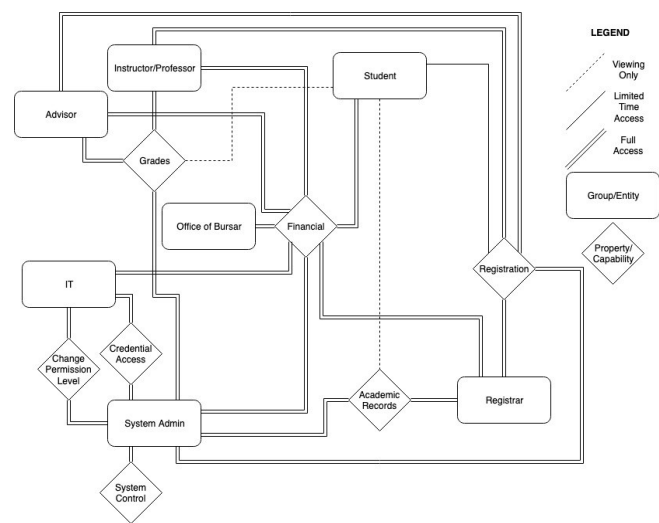 LEGEND
Instructor/Professor
Student
Viewing
Only
Advisor
Limited
Time
Access
Full
Access
Grades
Group/Entity
Office of Bursar
Financial
Property/
Capability
Registration
IT
Change
Permission
Level
Credential
Access
Academic
Records
Registrar
System Admin
System
Control